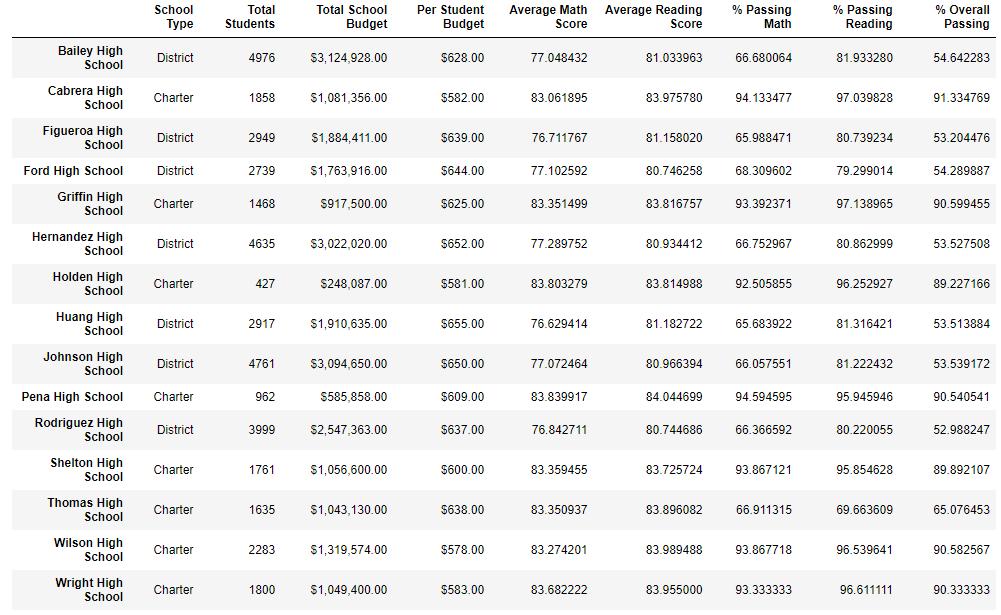 School Type Total Students Total School Budget Per Student Budget Average Math Score Average Reading Score % Passing Math % Passing Reading % Overall Passing
Bailey High School District 4976 $3,124,928.00 $628.00 77.048432 81.033963 66.680064 81.933280 54.642283
Cabrera High School Charter 1858 $1,081,356.00 $582.00 83.061895 83.975780 94.133477 97.039828 91.334769
Figueroa High School District 2949 $1,884,411.00 $639.00 76.711767 81.158020 65.988471 80.739234 53.204476
Ford High School District 2739 $1,763,916.00 $644.00 77.102592 80.746258 68.309602 79.299014 54.289887
Griffin High School Charter 1468 $917,500.00 $625.00 83.351499 83.816757 93.392371 97.138965 90.599455
Hernandez High School District 4635 $3,022,020.00 $652.00 77.289752 80.934412 66.752967 80.862999 53.527508
Holden High School Charter 427 $248,087.00 $581.00 83.803279 83.814988 92.505855 96.252927 89.227166
Huang High School District 2917 $1,910,635.00 $655.00 76.629414 81.182722 65.683922 81.316421 53.513884
Johnson High School District 4761 $3,094,650.00 $650.00 77.072464 80.966394 66.057551 81.222432 53.539172
Pena High School Charter 962 $585,858.00 $609.00 83.839917 84.044699 94.594595 95.945946 90.540541
Rodriguez High School District 3999 $2,547,363.00 $637.00 76.842711 80.744686 66.366592 80.220055 52.988247
Shelton High School Charter 1761 $1,056,600.00 $600.00 83.359455 83.725724 93.867121 95.854628 89.892107
Thomas High School Charter 1635 $1,043,130.00 $638.00 83.350937 83.896082 66.911315 69.663609 65.076453
Wilson High School Charter 2283 $1,319,574.00 $578.00 83.274201 83.989488 93.867718 96.539641 90.582567
Wright High School Charter 1800 $1,049,400.00 $583.00 83.682222 83.955000 93.333333 96.611111 90.333333